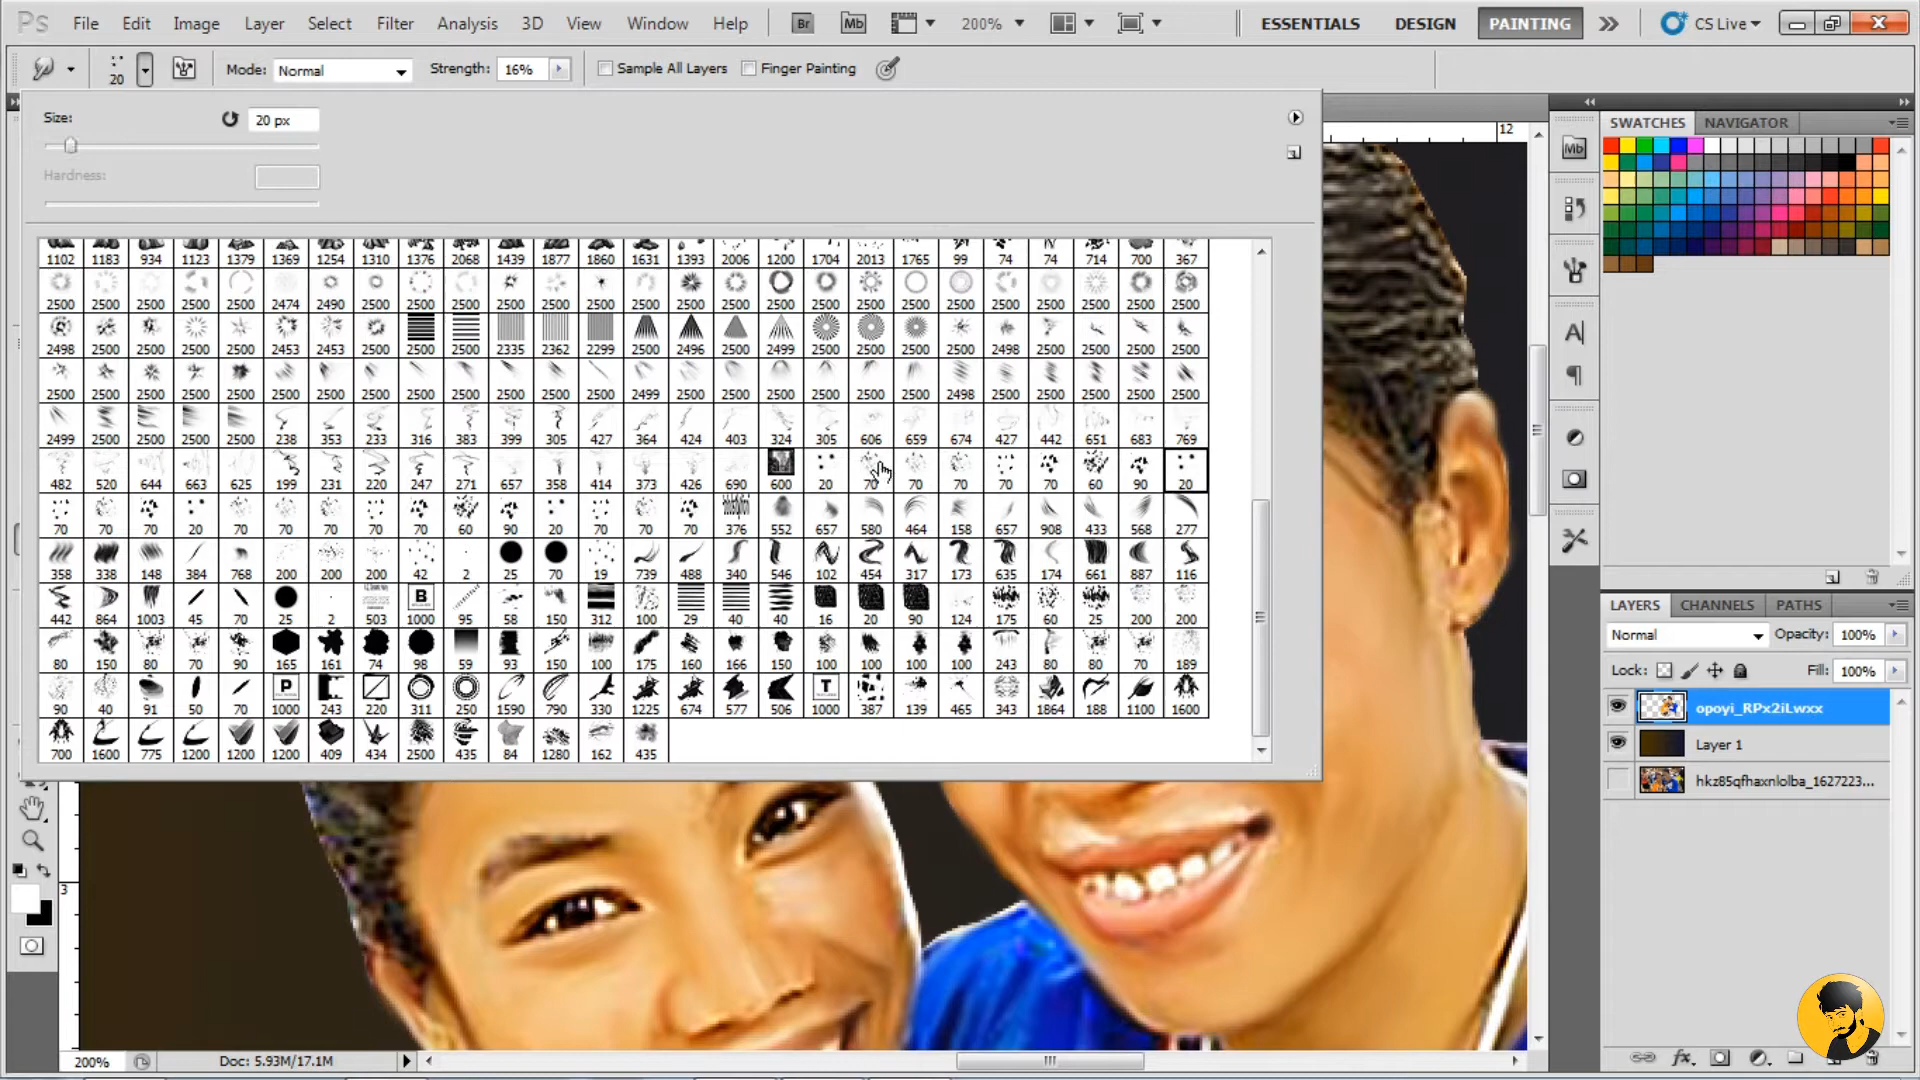 Ps File Edit Image Layer Select Filter Analysis 3D View Window Help Br Mb 200% ESSENTIALS DESIGN PAINTING CS Live
20 Mode: Normal Strength: 16% Sample All Layers Finger Painting
Size: 20 px
Hardness:
12
1102 1183 934 1123 1379 1369 1254 1310 1376 2068 1439 1877 1860 1631 1393 2006 1200 1704 2013 1765 99 74 74 714 700 367
2500 2500 2500 2500 2500 2474 2490 2500 2500 2500 2500 2500 2500 2500 2500 2500 2500 2500 2500 2500 2500 2500 2500 2500 2500 2500
2498 2500 2500 2500 2500 2453 2453 2500 2500 2500 2335 2362 2299 2500 2496 2500 2499 2500 2500 2500 2500 2498 2500 2500 2500 2500
2500 2500 2500 2500 2500 2500 2500 2500 2500 2500 2500 2500 2500 2499 2500 2500 2500 2500 2500 2500 2498 2500 2500 2500 2500 2500
2499 2500 2500 2500 2500 238 353 233 316 383 399 305 427 364 424 403 324 305 606 659 674 427 442 651 683 769
482 520 644 663 625 199 231 220 247 271 657 358 414 373 426 690 600 20 70 70 70 70 70 60 90 20
70 70 70 20 70 70 70 70 70 60 90 20 70 70 70 376 552 657 580 464 158 657 908 433 568 277
358 338 148 384 768 200 200 200 42 2 25 70 19 739 488 340 546 102 454 317 173 635 174 661 887 116
442 864 1003 45 70 25 2 503 1000 95 58 150 312 100 29 40 40 16 20 90 124 175 60 25 200 200
80 150 80 70 90 165 161 74 98 59 93 150 100 175 160 166 150 100 100 100 100 243 80 80 70 189
90 40 91 50 70 1000 243 220 311 250 1590 790 330 1225 674 577 506 1000 387 139 465 343 1864 188 1100 1600
700 1600 775 1200 1200 1200 409 434 2500 435 84 1280 162 435
SWATCHES NAVIGATOR
Mb
A
LAYERS CHANNELS PATHS
Normal Opacity: 100%
Lock: Fill: 100%
opoyi_RPx2iLwxx
Layer 1
hkz85qfhaxnlolba_1627223...
3
200% Doc: 5.93M/17.1M
fx